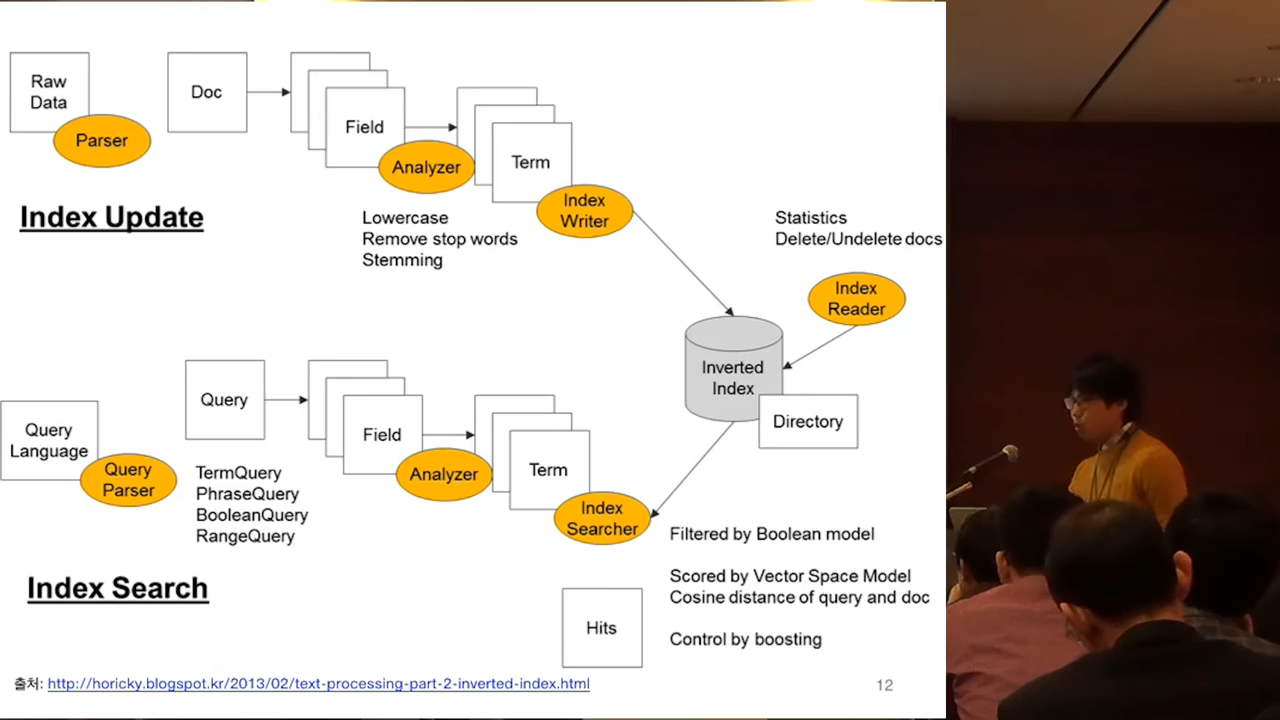 Raw
Data
Parser
Doc
Field
Analyzer
Term
Index
Writer
Index Update
Lowercase
Remove stop words
Stemming
Statistics
Delete/Undelete docs
Index
Reader
Inverted
Index
Directory
Query
Language
Query
Parser
Query
TermQuery
PhraseQuery
BooleanQuery
RangeQuery
Field
Analyzer
Term
Index
Searcher
Index Search
Filtered by Boolean model
Scored by Vector Space Model
Cosine distance of query and doc
Control by boosting
Hits
출처: http://horicky.blogspot.kr/2013/02/text-processing-part-2-inverted-index.html
12